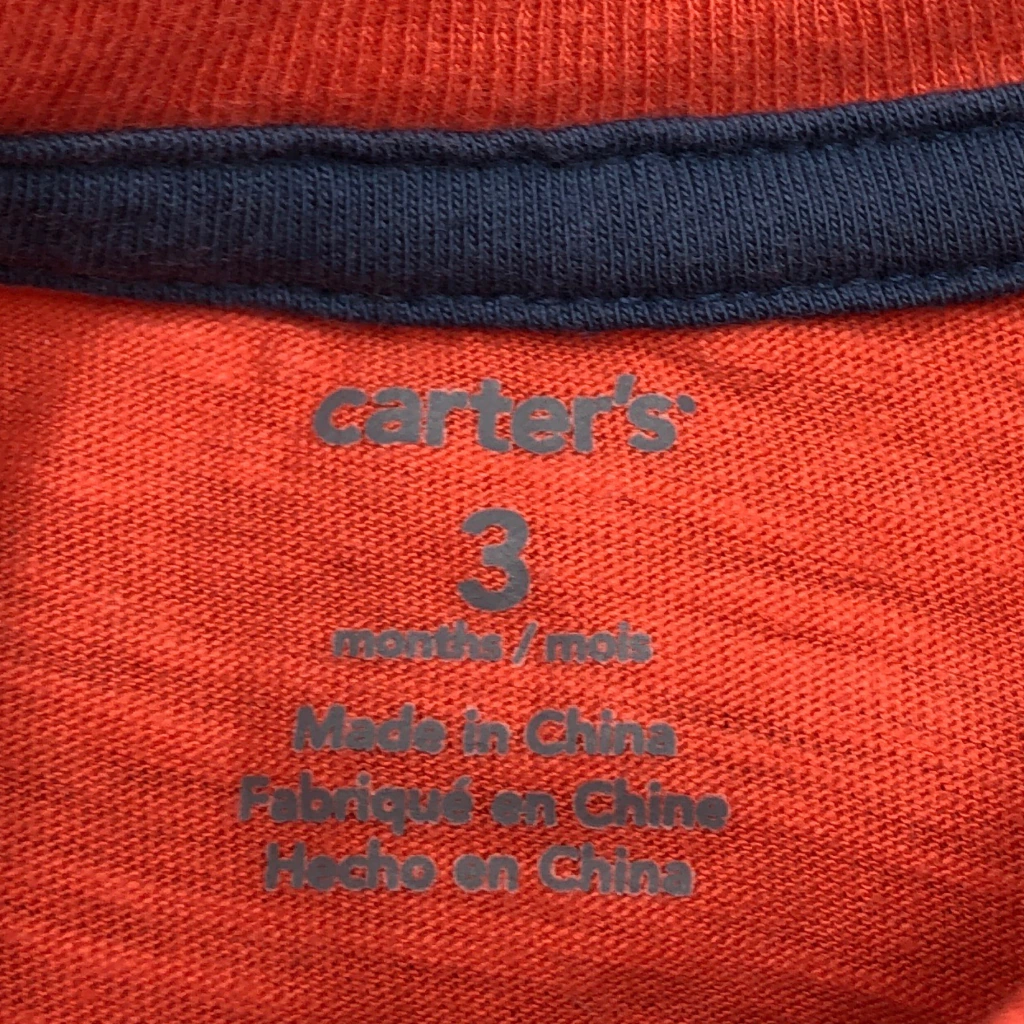 carter's
3
months / mois
Made in China
Fabriqué en Chine
Hecho en China